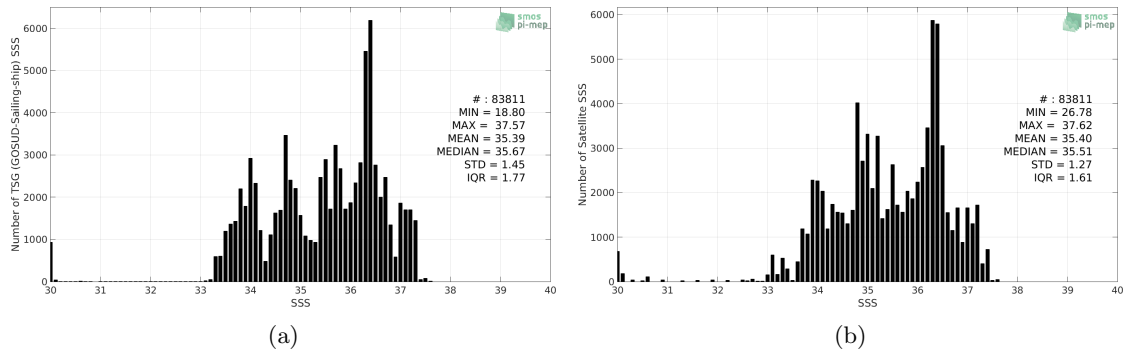 smos
pi-mep
Number of TSG (GOSUD-Sailing-ship) SSS
6000
5000
4000
3000
2000
1000
0
# : 83811
MIN = 18.80
MAX = 37.57
MEAN = 35.39
MEDIAN = 35.67
STD = 1.45
IQR = 1.77
30 31 32 33 34 35 36 37 38 39 40
SSS
(a)
smos
pi-mep
Number of Satellite SSS
6000
5000
4000
3000
2000
1000
0
# : 83811
MIN = 26.78
MAX = 37.62
MEAN = 35.40
MEDIAN = 35.51
STD = 1.27
IQR = 1.61
30 31 32 33 34 35 36 37 38 39 40
SSS
(b)